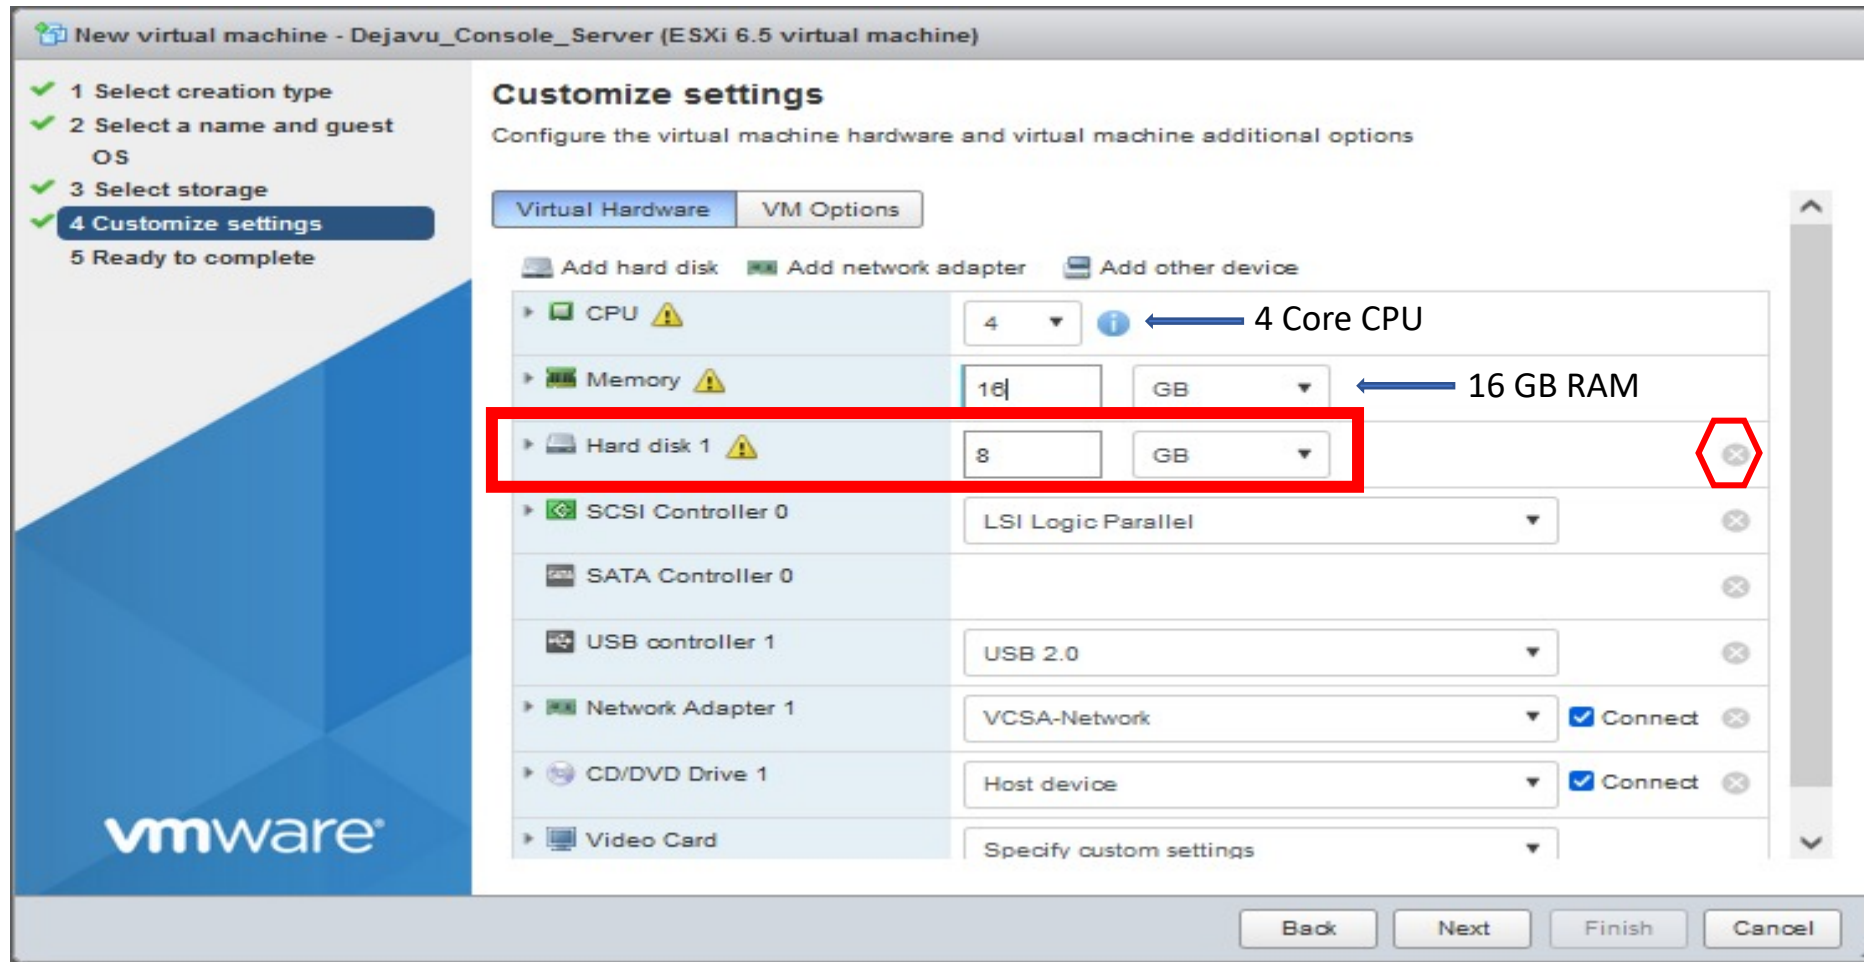 New virtual machine - Dejavu_Console_Server (ESXi 6.5 virtual machine)
1 Select creation type
2 Select a name and guest
OS
3 Select storage
4 Customize settings
5 Ready to complete
vmware®
Customize settings
Configure the virtual machine hardware and virtual machine additional options
Virtual Hardware VM Options
Add hard disk Add network adapter Add other device
CPU 4 4 Core CPU
Memory 16 GB 16 GB RAM
Hard disk 1 8 GB
SCSI Controller 0 LSI Logic Parallel
SATA Controller 0
USB controller 1 USB 2.0
Network Adapter 1 VCSA-Network Connect
CD/DVD Drive 1 Host device Connect
Video Card Specify custom settings
Back Next Finish Cancel